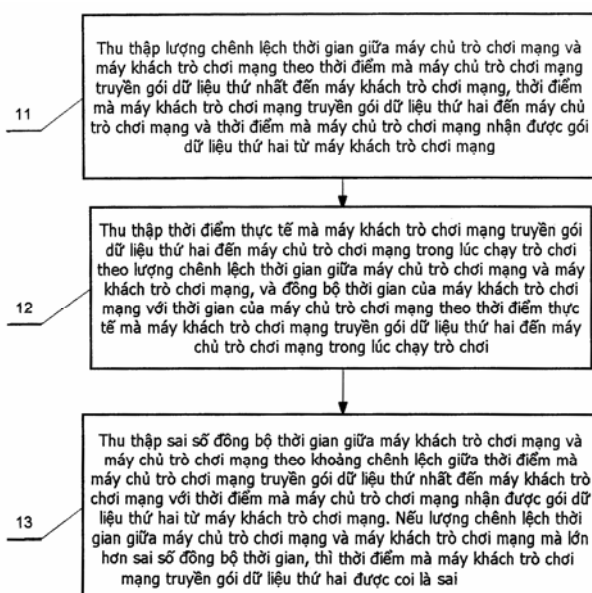 Thu thập lượng chênh lệch thời gian giữa máy chủ trò chơi mạng và
máy khách trò chơi mạng theo thời điểm mà máy chủ trò chơi mạng
truyền gói dữ liệu thứ nhất đến máy khách trò chơi mạng, thời điểm
mà máy khách trò chơi mạng truyền gói dữ liệu thứ hai đến máy chủ
trò chơi mạng và thời điểm mà máy chủ trò chơi mạng nhận được gói
dữ liệu thứ hai từ máy khách trò chơi mạng
11
Thu thập thời điểm thực tế mà máy khách trò chơi mạng truyền gói
dữ liệu thứ hai đến máy chủ trò chơi mạng trong lúc chạy trò chơi
theo lượng chênh lệch thời gian giữa máy chủ trò chơi mạng và máy
khách trò chơi mạng, và đồng bộ thời gian của máy khách trò chơi
mạng với thời gian của máy chủ trò chơi mạng theo thời điểm thực
tế mà máy khách trò chơi mạng truyền gói dữ liệu thứ hai đến máy
chủ trò chơi mạng trong lúc chạy trò chơi
12
Thu thập sai số đồng bộ thời gian giữa máy khách trò chơi mạng và
máy chủ trò chơi mạng theo khoảng chênh lệch giữa thời điểm mà
máy chủ trò chơi mạng truyền gói dữ liệu thứ nhất đến máy khách trò
chơi mạng với thời điểm mà máy chủ trò chơi mạng nhận được gói dữ
liệu thứ hai từ máy khách trò chơi mạng. Nếu lượng chênh lệch thời
gian giữa máy chủ trò chơi mạng và máy khách trò chơi mạng mà lớn
hơn sai số đồng bộ thời gian, thì thời điểm mà máy khách trò chơi
mạng truyền gói dữ liệu thứ hai được coi là sai
13